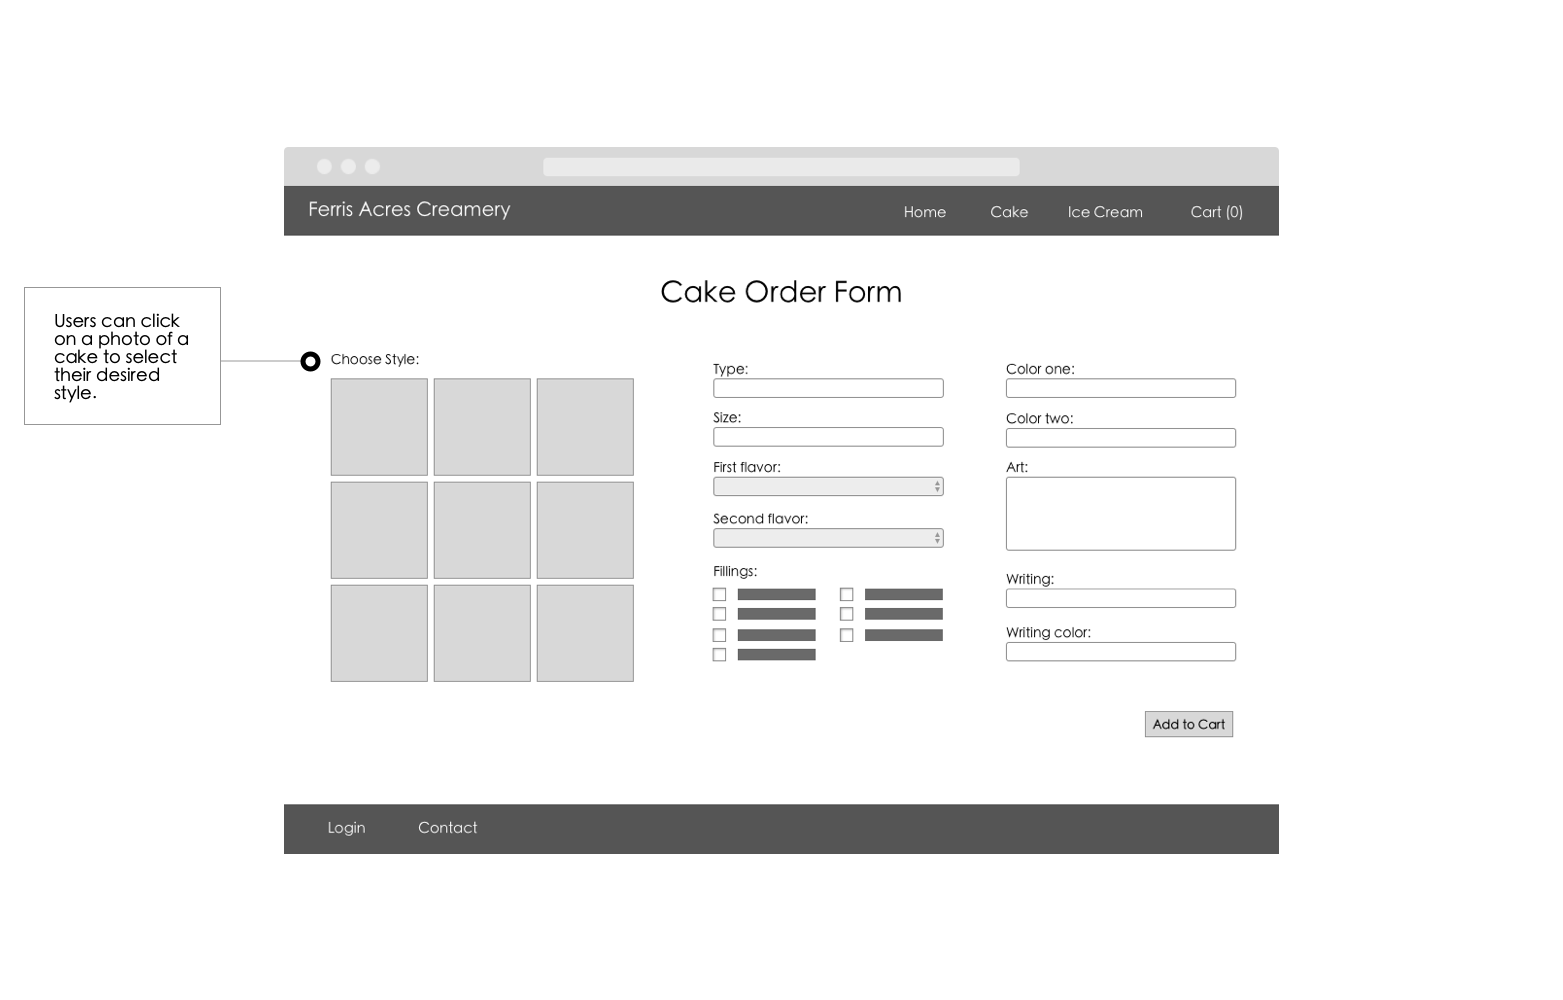 Ferris Acres Creamery
Home
Cake
Ice Cream
Cart (0)
Cake Order Form
Users can click
on a photo of a
cake to select
their desired
style.
Choose Style:
Type:
Size:
First flavor:
Second flavor:
Fillings:
Color one:
Color two:
Art:
Writing:
Writing color:
Add to Cart
Login
Contact